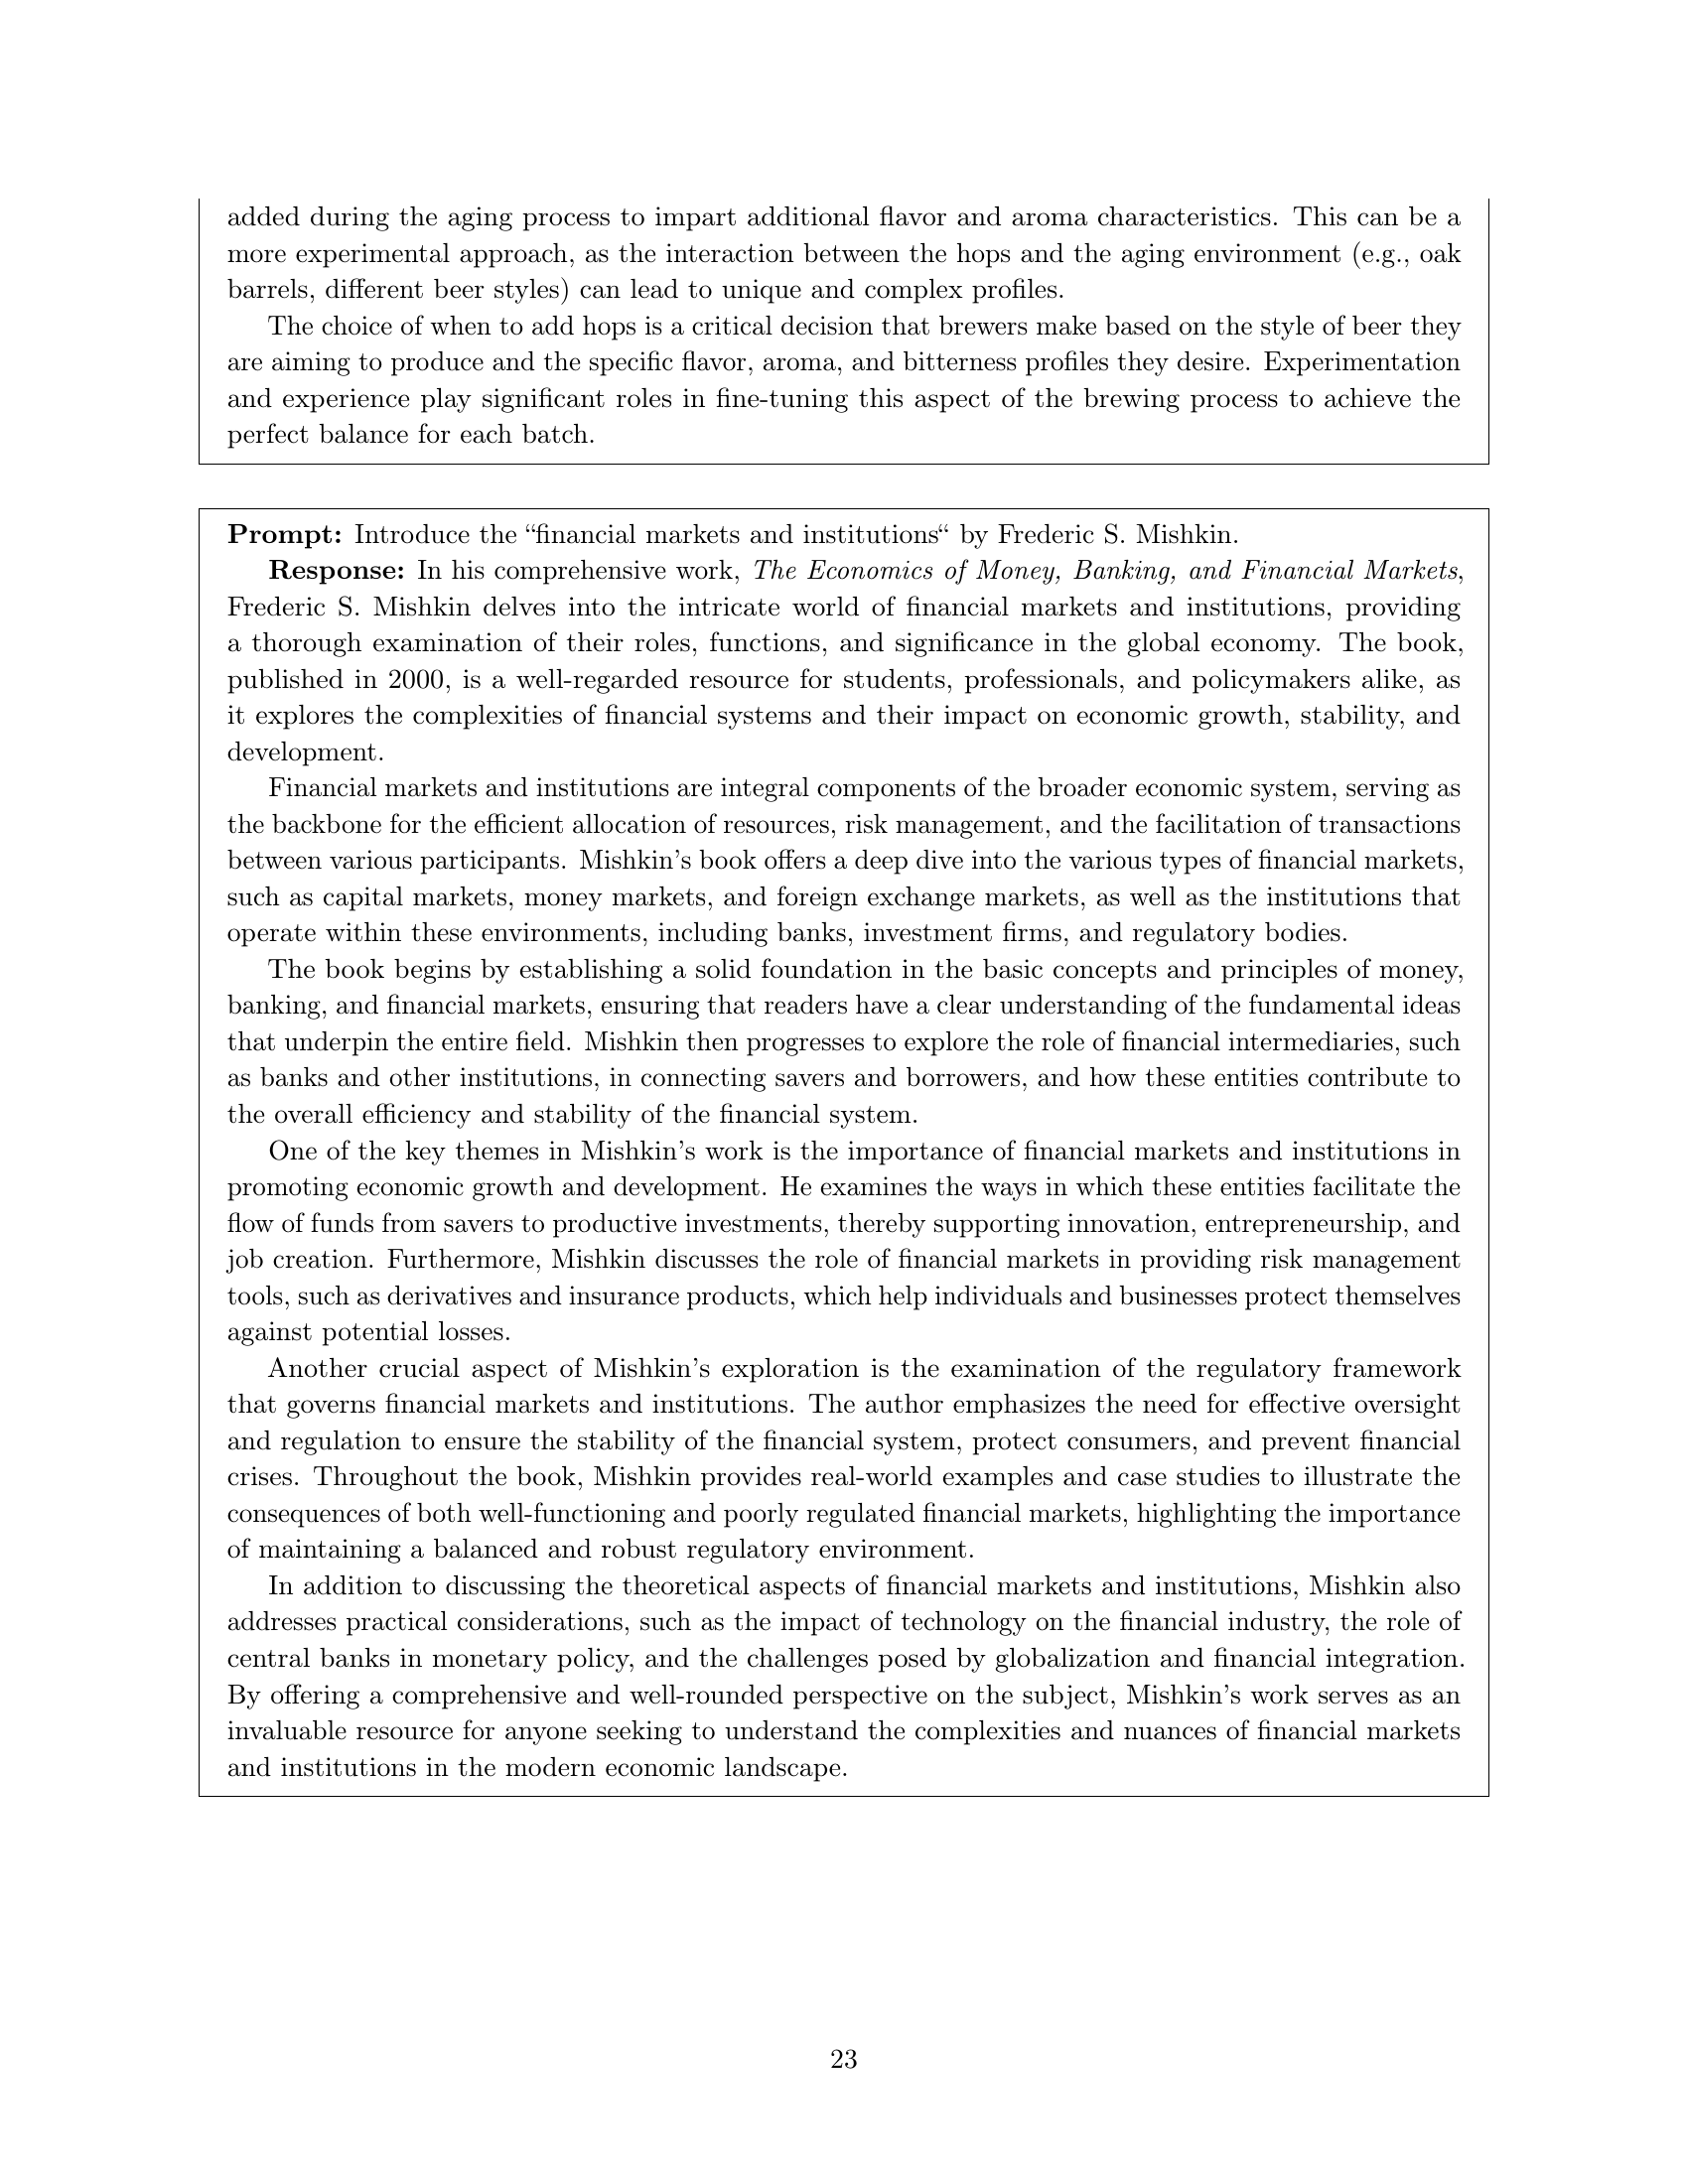 added during the aging process to impart additional flavor and aroma characteristics. This can be a
more experimental approach, as the interaction between the hops and the aging environment (e.g., oak
barrels, different beer styles) can lead to unique and complex profiles.
The choice of when to add hops is a critical decision that brewers make based on the style of beer they
are aiming to produce and the specific flavor, aroma, and bitterness profiles they desire. Experimentation
and experience play significant roles in fine-tuning this aspect of the brewing process to achieve the
perfect balance for each batch.
Prompt: Introduce the “financial markets and institutions“ by Frederic S. Mishkin.
Response: In his comprehensive work, The Economics of Money, Banking, and Financial Markets,
Frederic S. Mishkin delves into the intricate world of financial markets and institutions, providing
a thorough examination of their roles, functions, and significance in the global economy. The book,
published in 2000, is a well-regarded resource for students, professionals, and policymakers alike, as
it explores the complexities of financial systems and their impact on economic growth, stability, and
development.
Financial markets and institutions are integral components of the broader economic system, serving as
the backbone for the efficient allocation of resources, risk management, and the facilitation of transactions
between various participants. Mishkin's book offers a deep dive into the various types of financial markets,
such as capital markets, money markets, and foreign exchange markets, as well as the institutions that
operate within these environments, including banks, investment firms, and regulatory bodies.
The book begins by establishing a solid foundation in the basic concepts and principles of money,
banking, and financial markets, ensuring that readers have a clear understanding of the fundamental ideas
that underpin the entire field. Mishkin then progresses to explore the role of financial intermediaries, such
as banks and other institutions, in connecting savers and borrowers, and how these entities contribute to
the overall efficiency and stability of the financial system.
One of the key themes in Mishkin's work is the importance of financial markets and institutions in
promoting economic growth and development. He examines the ways in which these entities facilitate the
flow of funds from savers to productive investments, thereby supporting innovation, entrepreneurship, and
job creation. Furthermore, Mishkin discusses the role of financial markets in providing risk management
tools, such as derivatives and insurance products, which help individuals and businesses protect themselves
against potential losses.
Another crucial aspect of Mishkin's exploration is the examination of the regulatory framework
that governs financial markets and institutions. The author emphasizes the need for effective oversight
and regulation to ensure the stability of the financial system, protect consumers, and prevent financial
crises. Throughout the book, Mishkin provides real-world examples and case studies to illustrate the
consequences of both well-functioning and poorly regulated financial markets, highlighting the importance
of maintaining a balanced and robust regulatory environment.
In addition to discussing the theoretical aspects of financial markets and institutions, Mishkin also
addresses practical considerations, such as the impact of technology on the financial industry, the role of
central banks in monetary policy, and the challenges posed by globalization and financial integration.
By offering a comprehensive and well-rounded perspective on the subject, Mishkin's work serves as an
invaluable resource for anyone seeking to understand the complexities and nuances of financial markets
and institutions in the modern economic landscape.
23